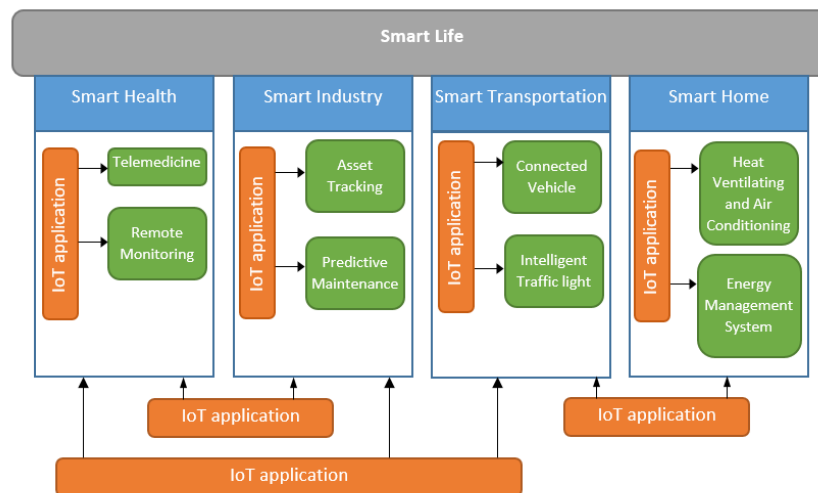 Smart Life
Smart Health
IoT application
Telemedicine
Remote
Monitoring
Smart Industry
IoT application
Asset
Tracking
Predictive
Maintenance
Smart Transportation
IoT application
Connected
Vehicle
Intelligent
Traffic light
Smart Home
IoT application
Heat
Ventilating
and Air
Conditioning
Energy
Management
System
IoT application
IoT application
IoT application